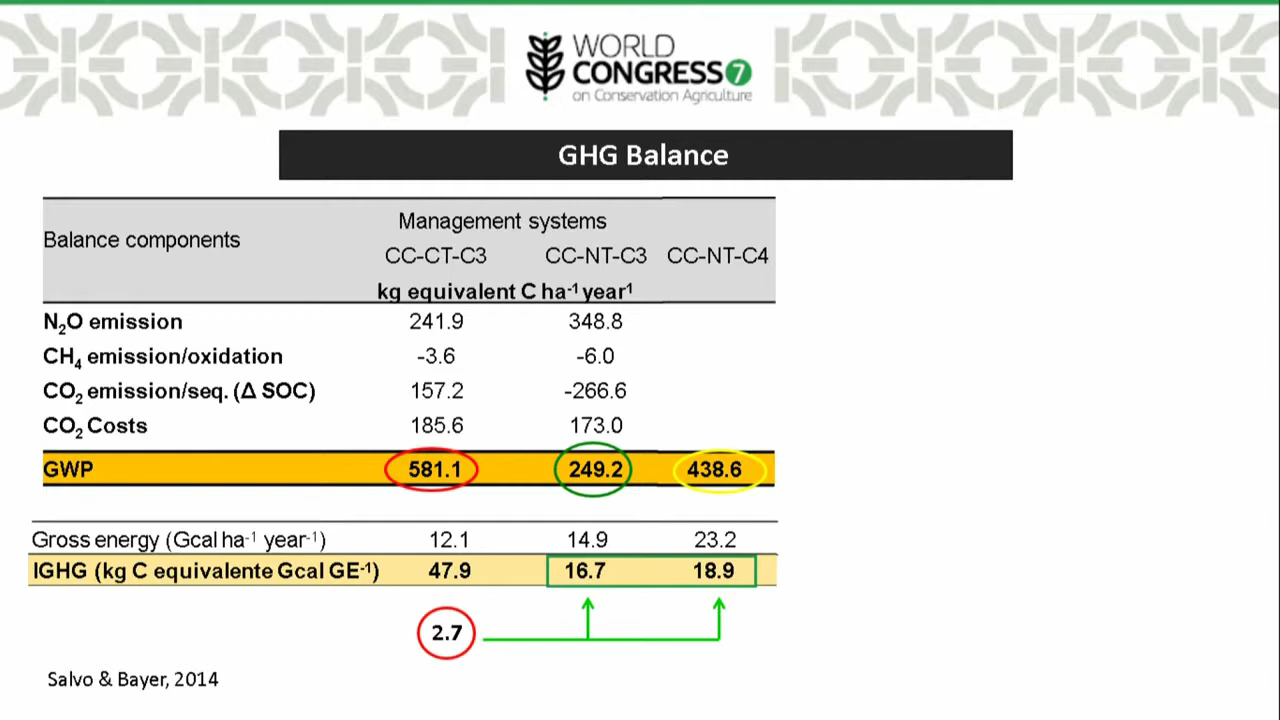 WORLD
CONGRESS 7
on Conservation Agriculture
GHG Balance
Balance components
Management systems
CC-CT-C3 CC-NT-C3 CC-NT-C4
kg equivalent C ha⁻¹ year¹
N₂O emission 241.9 348.8
CH₄ emission/oxidation -3.6 -6.0
CO₂ emission/seq. (Δ SOC) 157.2 -266.6
CO₂ Costs 185.6 173.0
GWP 581.1 249.2 438.6
Gross energy (Gcal ha⁻¹ year⁻¹) 12.1 14.9 23.2
IGHG (kg C equivalente Gcal GE⁻¹) 47.9 16.7 18.9
2.7
Salvo & Bayer, 2014